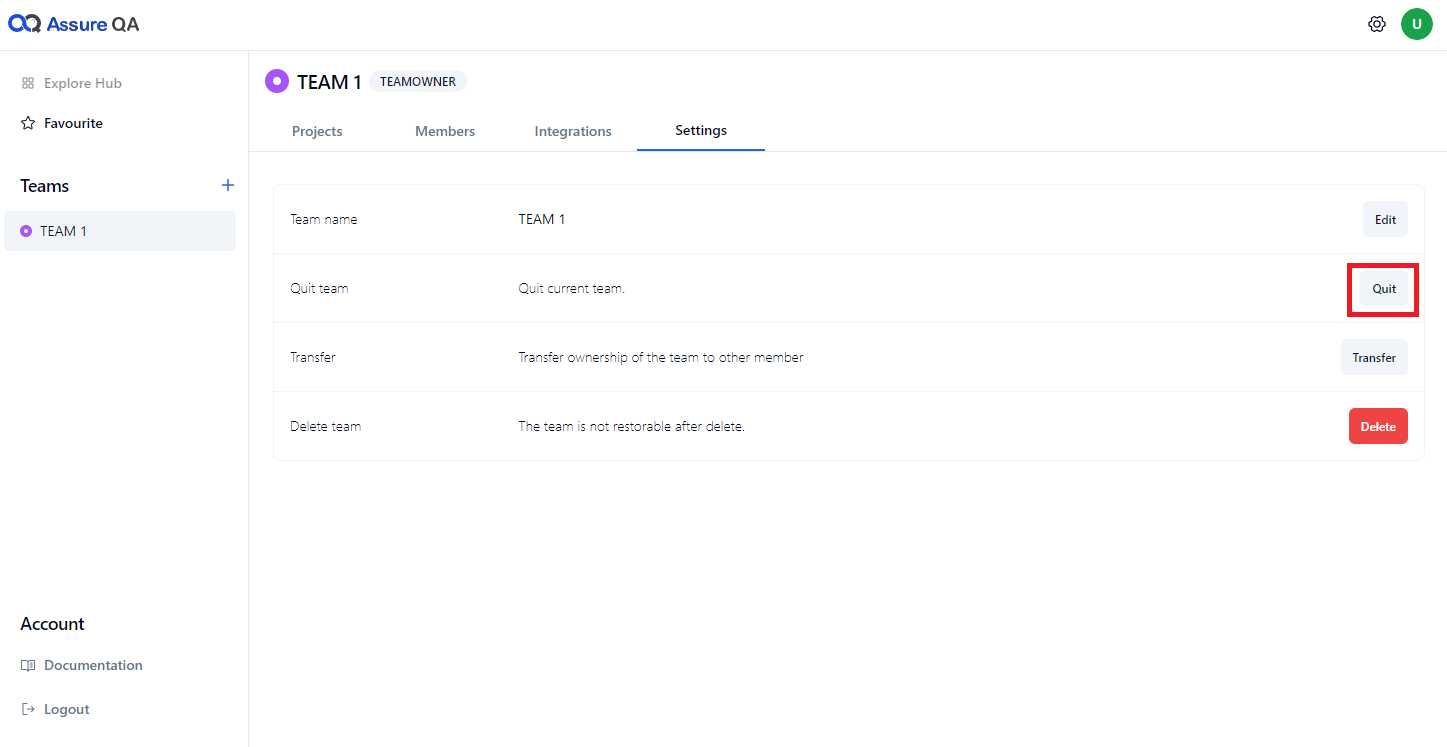 Assure QA
U
Explore Hub
Favourite
Teams
TEAM 1
TEAM 1 TEAMOWNER
Projects Members Integrations Settings
Team name TEAM 1 Edit
Quit team Quit current team. Quit
Transfer Transfer ownership of the team to other member Transfer
Delete team The team is not restorable after delete. Delete
Account
Documentation
Logout